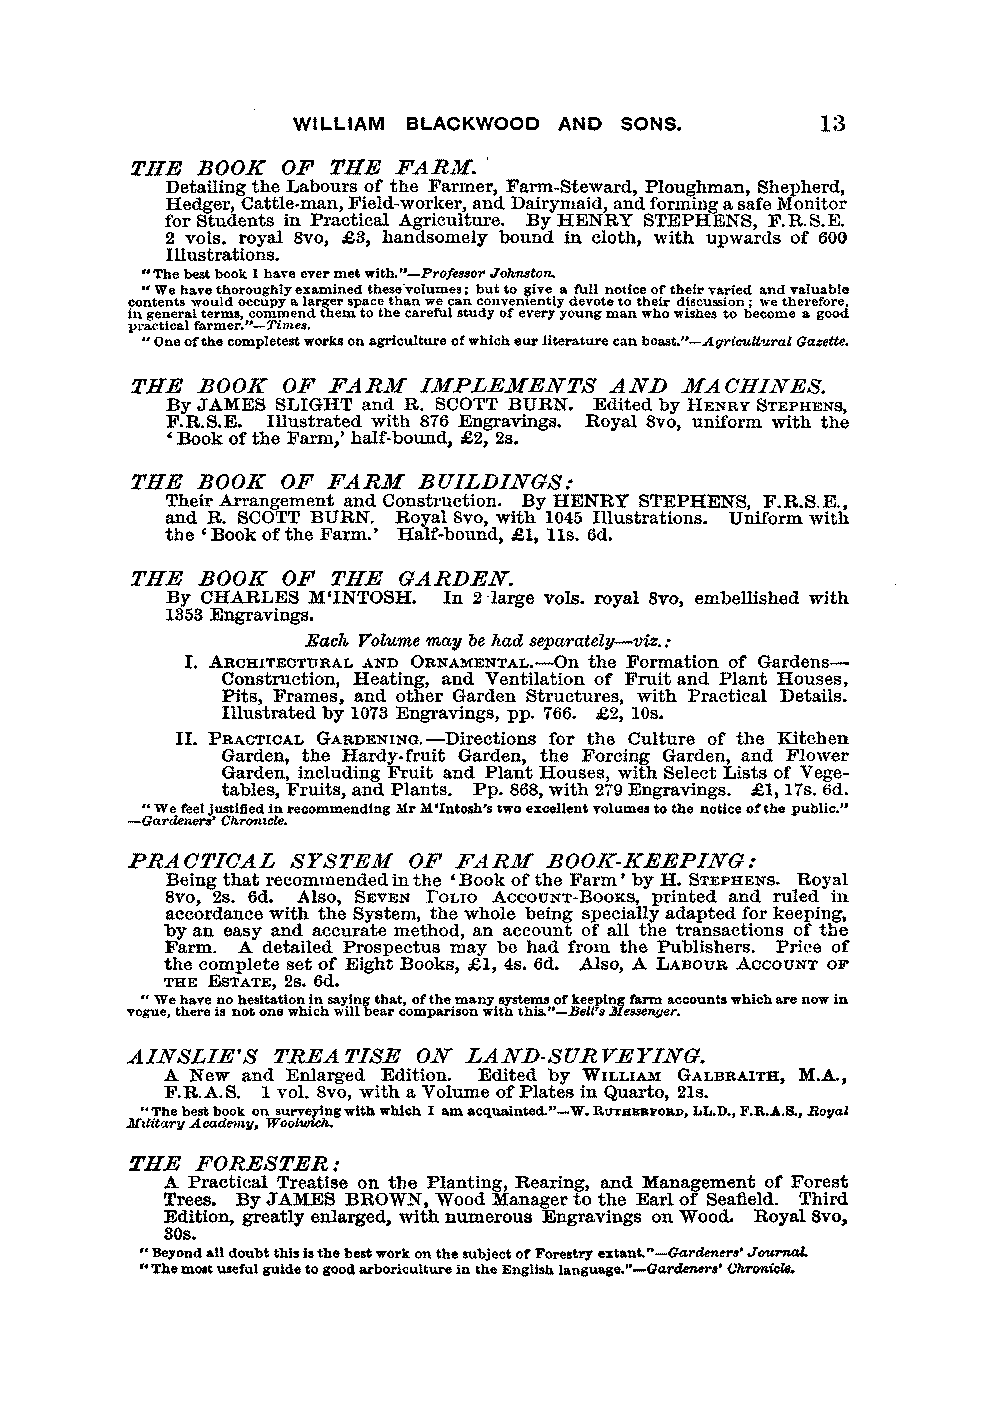 WILLIAM BLACKWOOD AND SONS. 13
THE BOOK OF THE FARM.
Detailing the Labours of the Farmer, Farm-Steward, Ploughman, Shepherd,
Hedger, Cattle-man, Field-worker, and Dairymaid, and forming a safe Monitor
for Students in Practical Agriculture. By HENRY STEPHENS, F.R.S.E.
2 vols. royal 8vo, £3, handsomely bound in cloth, with upwards of 600
Illustrations.
"The best book I have ever met with."—Professor Johnston.
"We have thoroughly examined these volumes; but to give a full notice of their varied and valuable
contents would occupy a larger space than we can conveniently devote to their discussion; we therefore,
in general terms, commend them to the careful study of every young man who wishes to become a good
practical farmer."—Times.
"One of the completest works on agriculture of which our literature can boast."—Agricultural Gazette.
THE BOOK OF FARM IMPLEMENTS AND MACHINES.
By JAMES SLIGHT and R. SCOTT BURN. Edited by HENRY STEPHENS,
F.R.S.E. Illustrated with 876 Engravings. Royal 8vo, uniform with the
'Book of the Farm,' half-bound, £2, 2s.
THE BOOK OF FARM BUILDINGS:
Their Arrangement and Construction. By HENRY STEPHENS, F.R.S.E.,
and R. SCOTT BURN. Royal 8vo, with 1045 Illustrations. Uniform with
the 'Book of the Farm.' Half-bound, £1, 11s. 6d.
THE BOOK OF THE GARDEN.
By CHARLES M'INTOSH. In 2 large vols. royal 8vo, embellished with
1353 Engravings.
Each Volume may be had separately—viz.:
I. ARCHITECTURAL AND ORNAMENTAL.—On the Formation of Gardens—
Construction, Heating, and Ventilation of Fruit and Plant Houses,
Pits, Frames, and other Garden Structures, with Practical Details.
Illustrated by 1073 Engravings, pp. 766. £2, 10s.
II. PRACTICAL GARDENING.—Directions for the Culture of the Kitchen
Garden, the Hardy-fruit Garden, the Forcing Garden, and Flower
Garden, including Fruit and Plant Houses, with Select Lists of Vege-
tables, Fruits, and Plants. Pp. 868, with 279 Engravings. £1, 17s. 6d.
"We feel justified in recommending Mr M'Intosh's two excellent volumes to the notice of the public."
—Gardeners' Chronicle.
PRACTICAL SYSTEM OF FARM BOOK-KEEPING:
Being that recommended in the 'Book of the Farm' by H. STEPHENS. Royal
8vo, 2s. 6d. Also, SEVEN FOLIO ACCOUNT-BOOKS, printed and ruled in
accordance with the System, the whole being specially adapted for keeping,
by an easy and accurate method, an account of all the transactions of the
Farm. A detailed Prospectus may be had from the Publishers. Price of
the complete set of Eight Books, £1, 4s. 6d. Also, A LABOUR ACCOUNT OF
THE ESTATE, 2s. 6d.
"We have no hesitation in saying that, of the many systems of keeping farm accounts which are now in
vogue, there is not one which will bear comparison with this."—Bell's Messenger.
AINSLIE'S TREATISE ON LAND-SURVEYING.
A New and Enlarged Edition. Edited by WILLIAM GALBRAITH, M.A.,
F.R.A.S. 1 vol. 8vo, with a Volume of Plates in Quarto, 21s.
"The best book on surveying with which I am acquainted."—W. RUTHERFORD, LL.D., F.R.A.S., Royal
Military Academy, Woolwich.
THE FORESTER:
A Practical Treatise on the Planting, Rearing, and Management of Forest
Trees. By JAMES BROWN, Wood Manager to the Earl of Seafield. Third
Edition, greatly enlarged, with numerous Engravings on Wood. Royal 8vo,
30s.
"Beyond all doubt this is the best work on the subject of Forestry extant."—Gardeners' Journal.
"The most useful guide to good arboriculture in the English language."—Gardeners' Chronicle.